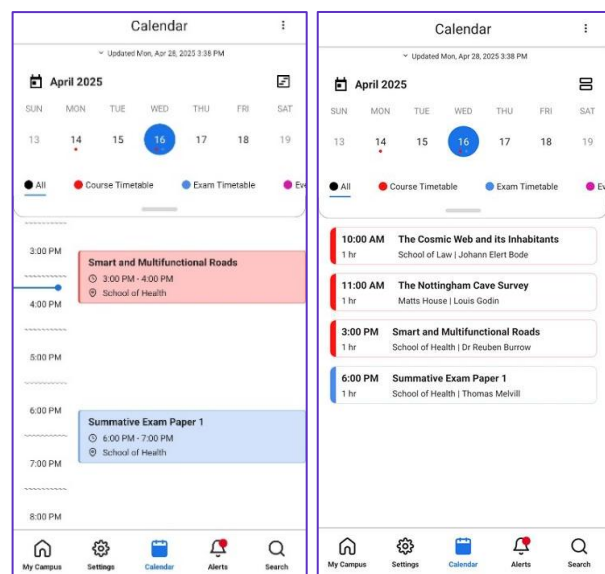 Calendar
Updated Mon, Apr 28, 2025 3:38 PM
April 2025
SUN MON TUE WED THU FRI SAT
13 14 15 16 17 18 19
All Course Timetable Exam Timetable Ev
3:00 PM
Smart and Multifunctional Roads
3:00 PM - 4:00 PM
School of Health
4:00 PM
5:00 PM
6:00 PM
Summative Exam Paper 1
6:00 PM - 7:00 PM
School of Health
7:00 PM
8:00 PM
My Campus Settings Calendar Alerts Search
Calendar
Updated Mon, Apr 28, 2025 3:38 PM
April 2025
SUN MON TUE WED THU FRI SAT
13 14 15 16 17 18 19
All Course Timetable Exam Timetable Ev
10:00 AM The Cosmic Web and its Inhabitants
1 hr School of Law | Johann Elert Bode
11:00 AM The Nottingham Cave Survey
1 hr Matts House | Louis Godin
3:00 PM Smart and Multifunctional Roads
1 hr School of Health | Dr Reuben Burrow
6:00 PM Summative Exam Paper 1
1 hr School of Health | Thomas Melvill
My Campus Settings Calendar Alerts Search